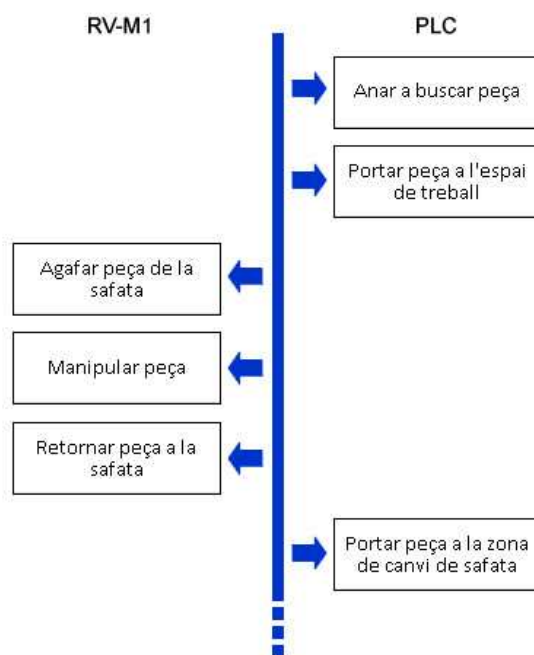 RV-M1
PLC
Anar a buscar peça
Portar peça a l'espai
de treball
Agafar peça de la
safata
Manipular peça
Retornar peça a la
safata
Portar peça a la zona
de canvi de safata